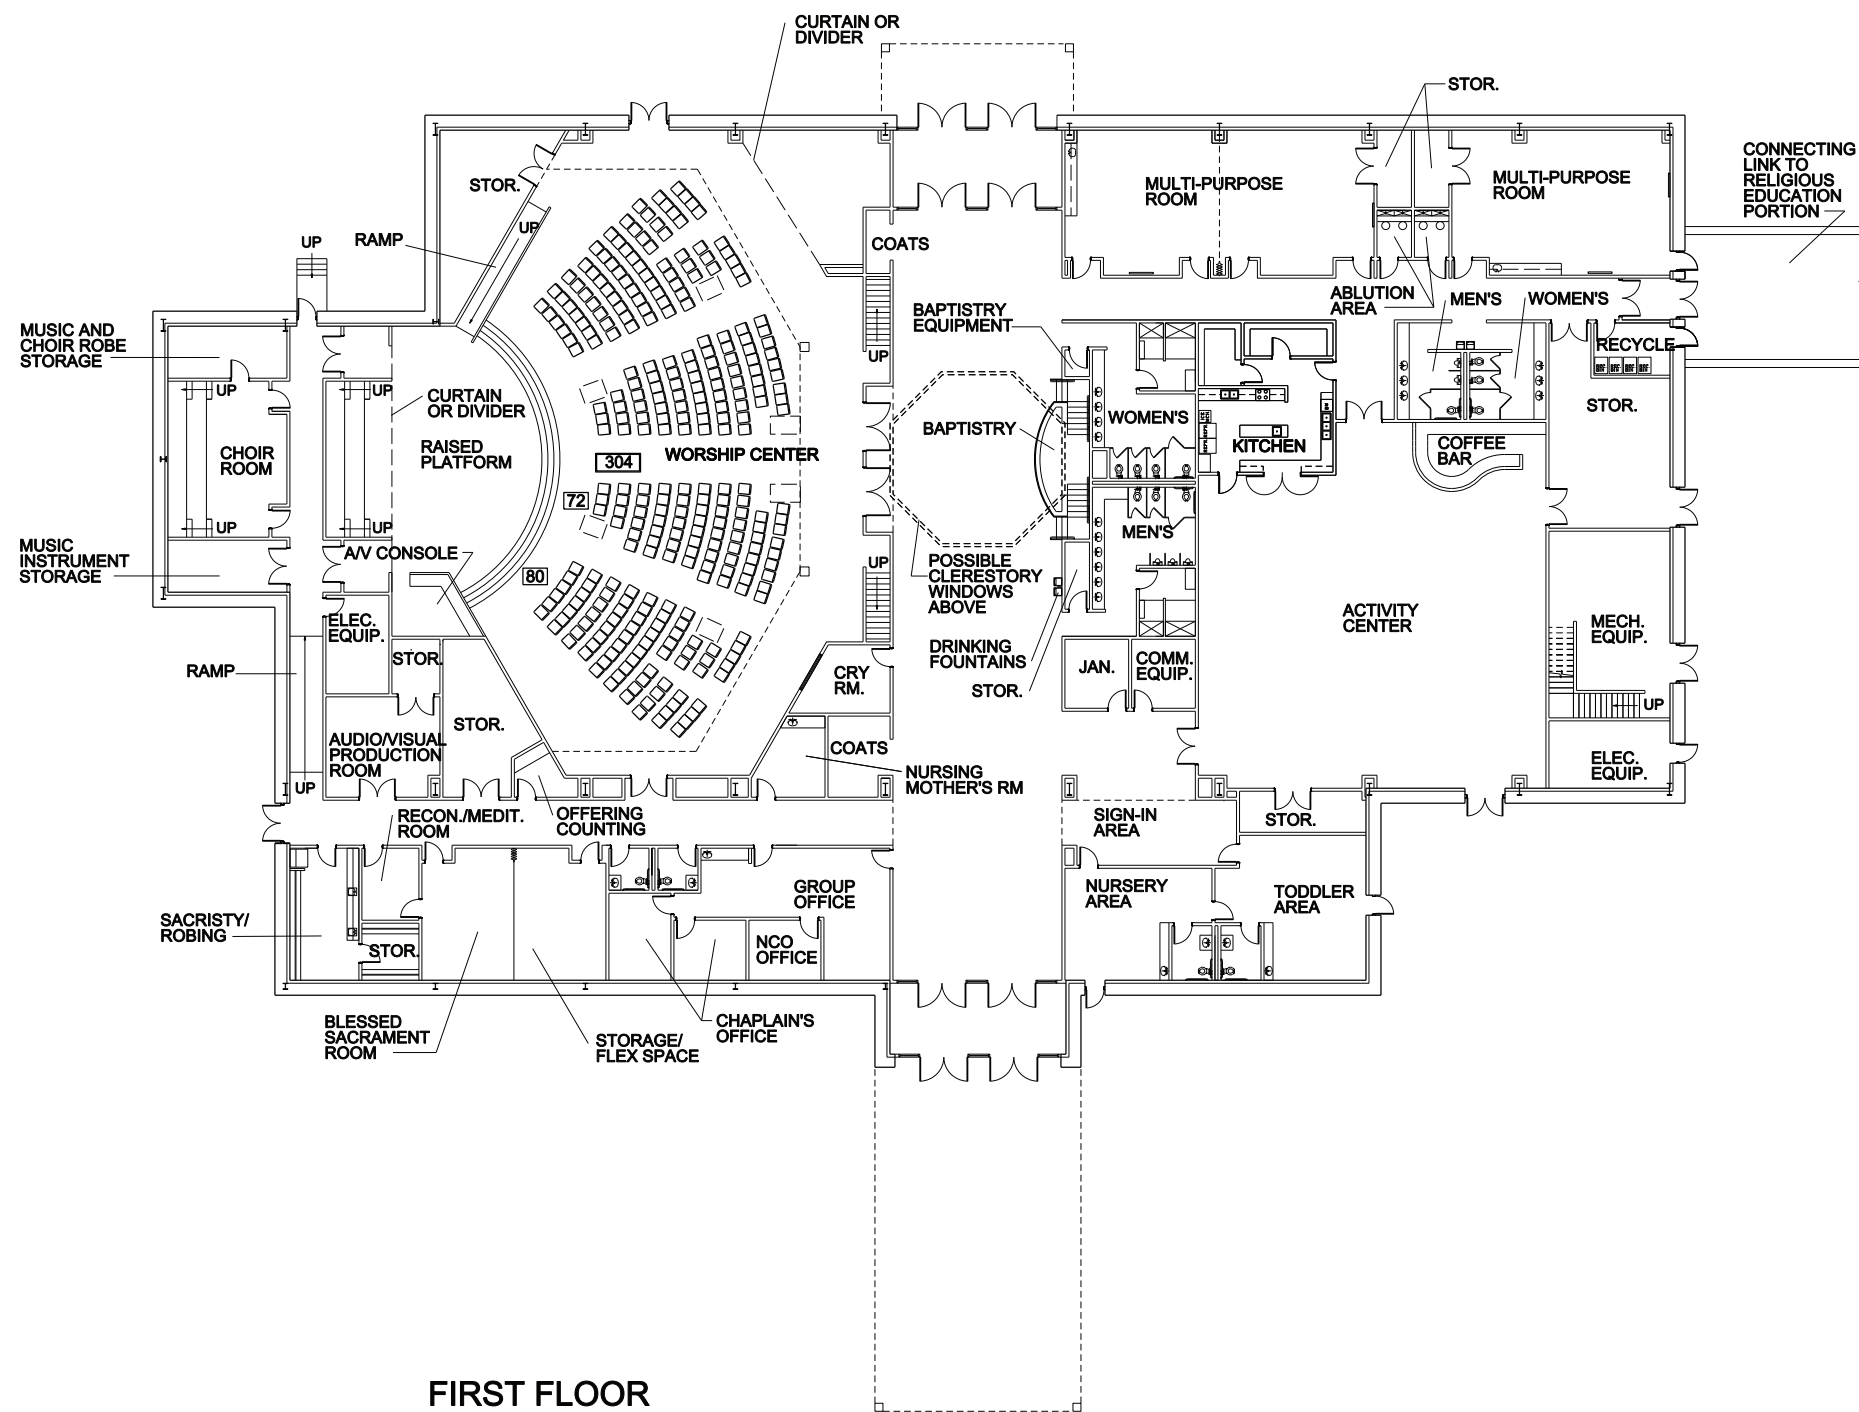 CURTAIN OR
DIVIDER
STOR.
CONNECTING
LINK TO
RELIGIOUS
EDUCATION
PORTION
STOR.
MULTI-PURPOSE
ROOM
MULTI-PURPOSE
ROOM
RAMP
UP
UP
COATS
ABLUTION
AREA
MEN'S
WOMEN'S
MUSIC AND
CHOIR ROBE
STORAGE
BAPTISTRY
EQUIPMENT
UP
RECYCLE
UP
UP
CURTAIN
OR DIVIDER
STOR.
CHOIR
ROOM
RAISED
PLATFORM
304
WORSHIP CENTER
BAPTISTRY
WOMEN'S
KITCHEN
COFFEE
BAR
72
UP
UP
MUSIC
INSTRUMENT
STORAGE
A/V CONSOLE
MEN'S
80
UP
POSSIBLE
CLERESTORY
WINDOWS
ABOVE
ELEC.
EQUIP.
ACTIVITY
CENTER
MECH.
EQUIP.
RAMP
STOR.
CRY
RM.
DRINKING
FOUNTAINS
STOR.
JAN.
COMM.
EQUIP.
UP
STOR.
AUDIO/VISUAL
PRODUCTION
ROOM
COATS
UP
NURSING
MOTHER'S RM
ELEC.
EQUIP.
RECON./MEDIT.
ROOM
OFFERING
COUNTING
SIGN-IN
AREA
STOR.
GROUP
OFFICE
NURSERY
AREA
TODDLER
AREA
SACRISTY/
ROBING
STOR.
NCO
OFFICE
BLESSED
SACRAMENT
ROOM
STORAGE/
FLEX SPACE
CHAPLAIN'S
OFFICE
FIRST FLOOR